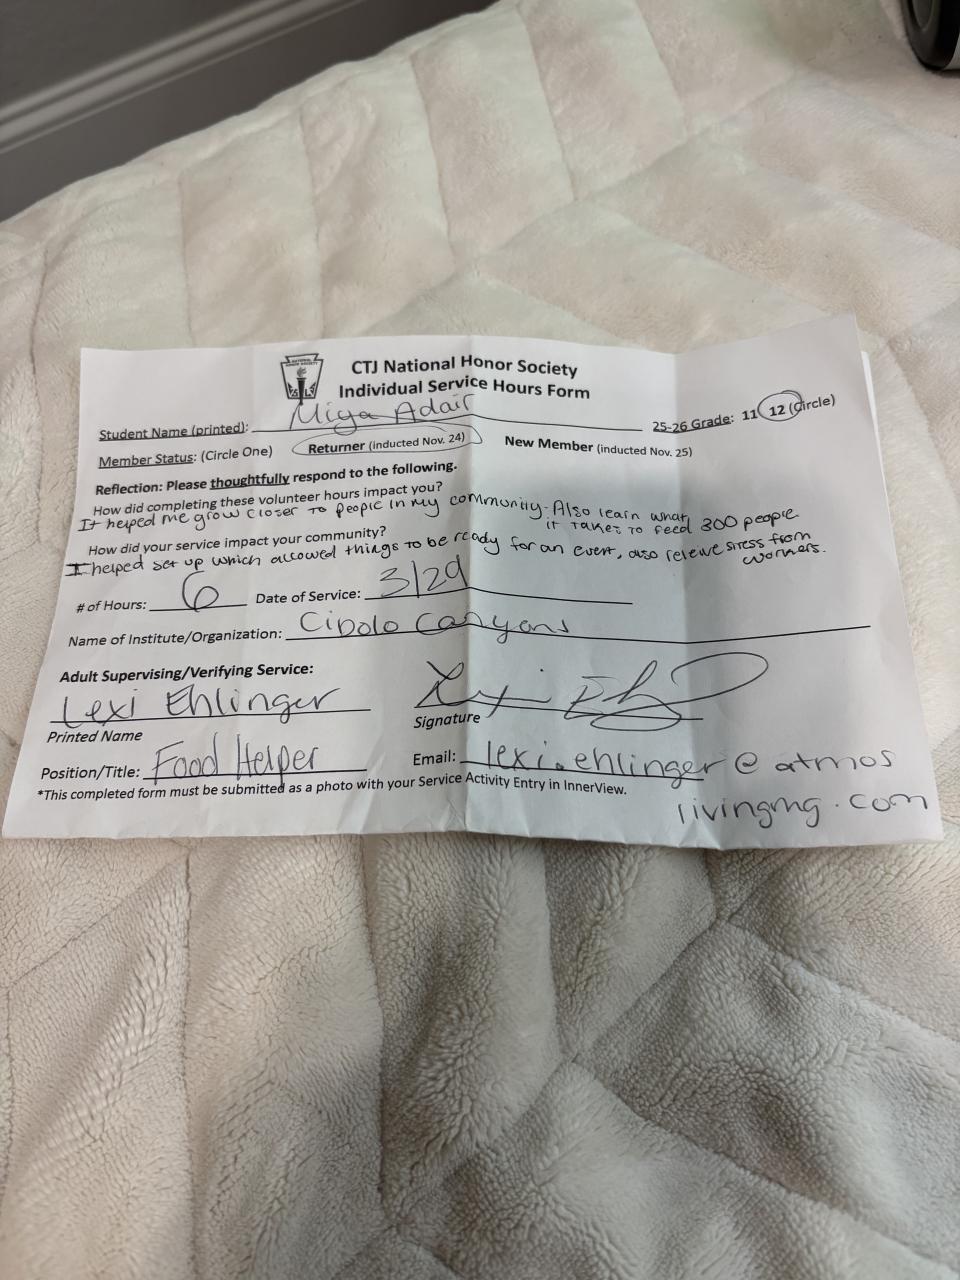 CTJ National Honor Society
Individual Service Hours Form
Student Name (printed): Miya Adair 25-26 Grade: 11 12 (Circle)
Member Status: (Circle One) Returner (inducted Nov. 24) New Member (inducted Nov. 25)
Reflection: Please thoughtfully respond to the following.
How did completing these volunteer hours impact you?
It helped me grow closer to people in my community. Also learn what
it takes to feed 300 people
How did your service impact your community?
I helped set up which allowed things to be ready for an event, also releive stress from
workers.
# of Hours: 6 Date of Service: 3/29
Name of Institute/Organization: Cibolo Canyons
Adult Supervising/Verifying Service:
Lexi Ehlinger
Printed Name Signature
Position/Title: Food Helper Email: lexi.ehlinger@atmos
livingmg.com
*This completed form must be submitted as a photo with your Service Activity Entry in InnerView.